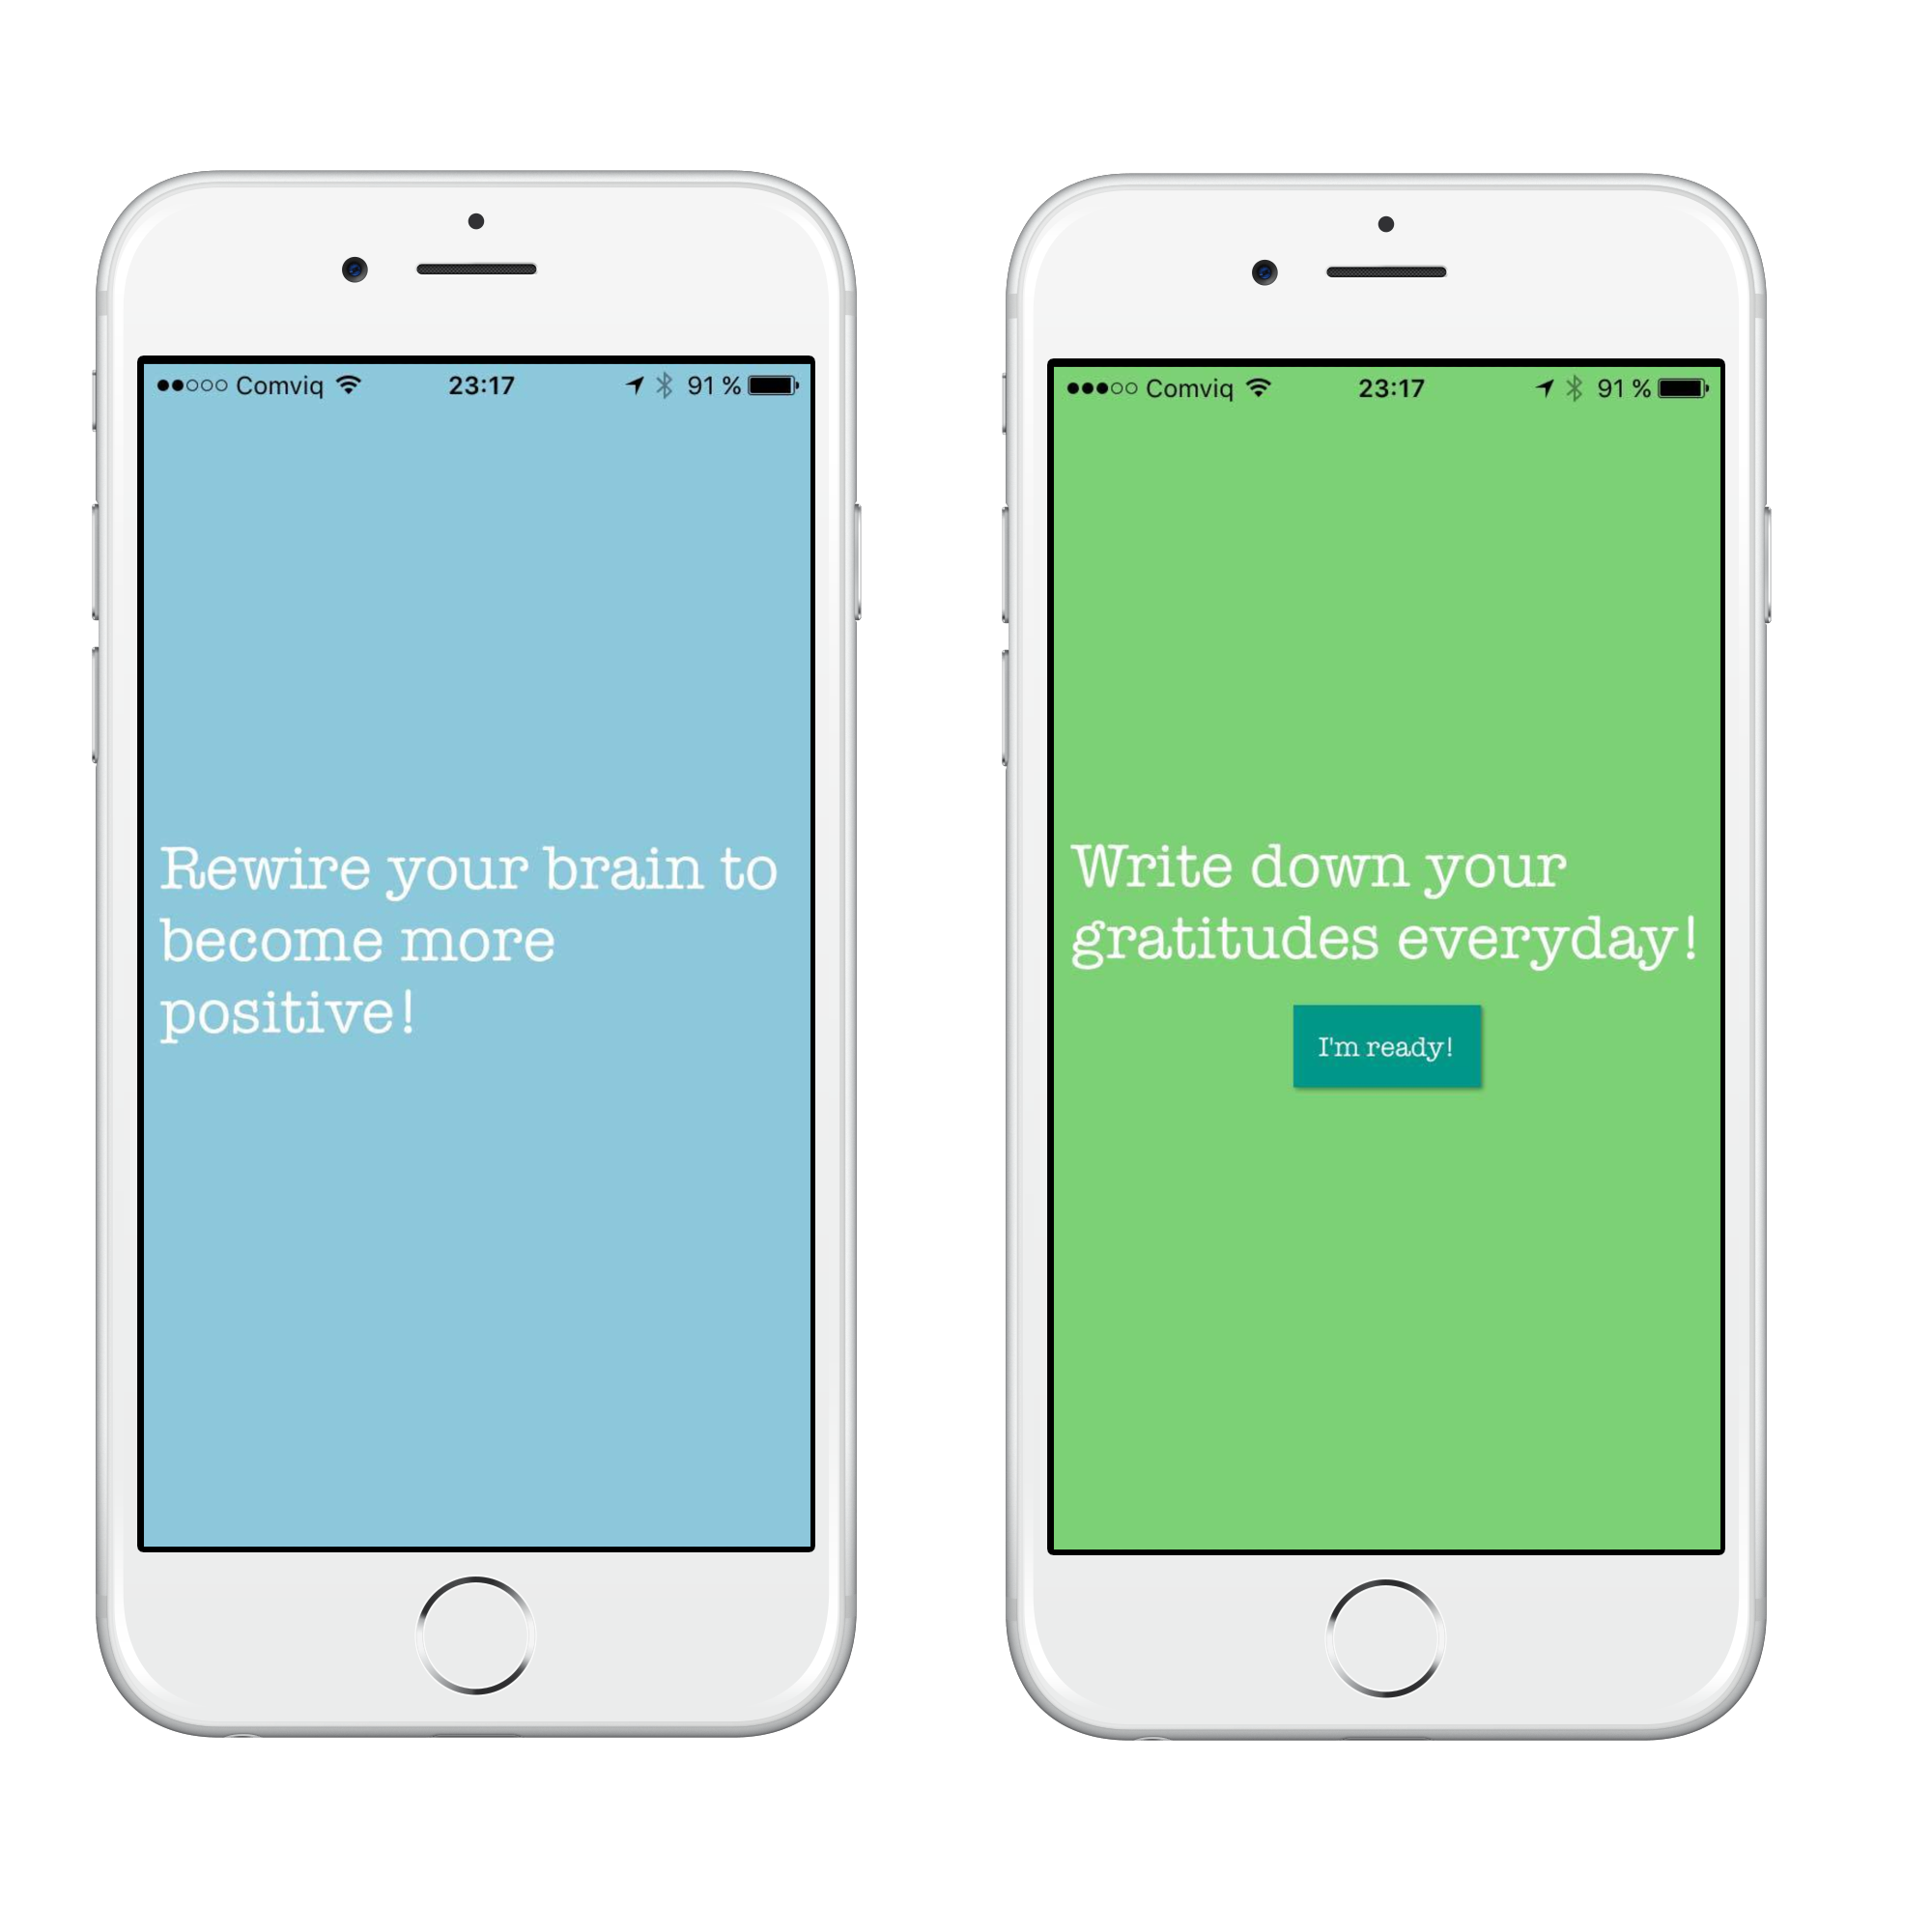 Comviq 23:17 91 %
Rewire your brain to
become more
positive!
Comviq 23:17 91 %
Write down your
gratitudes everyday!
I'm ready!